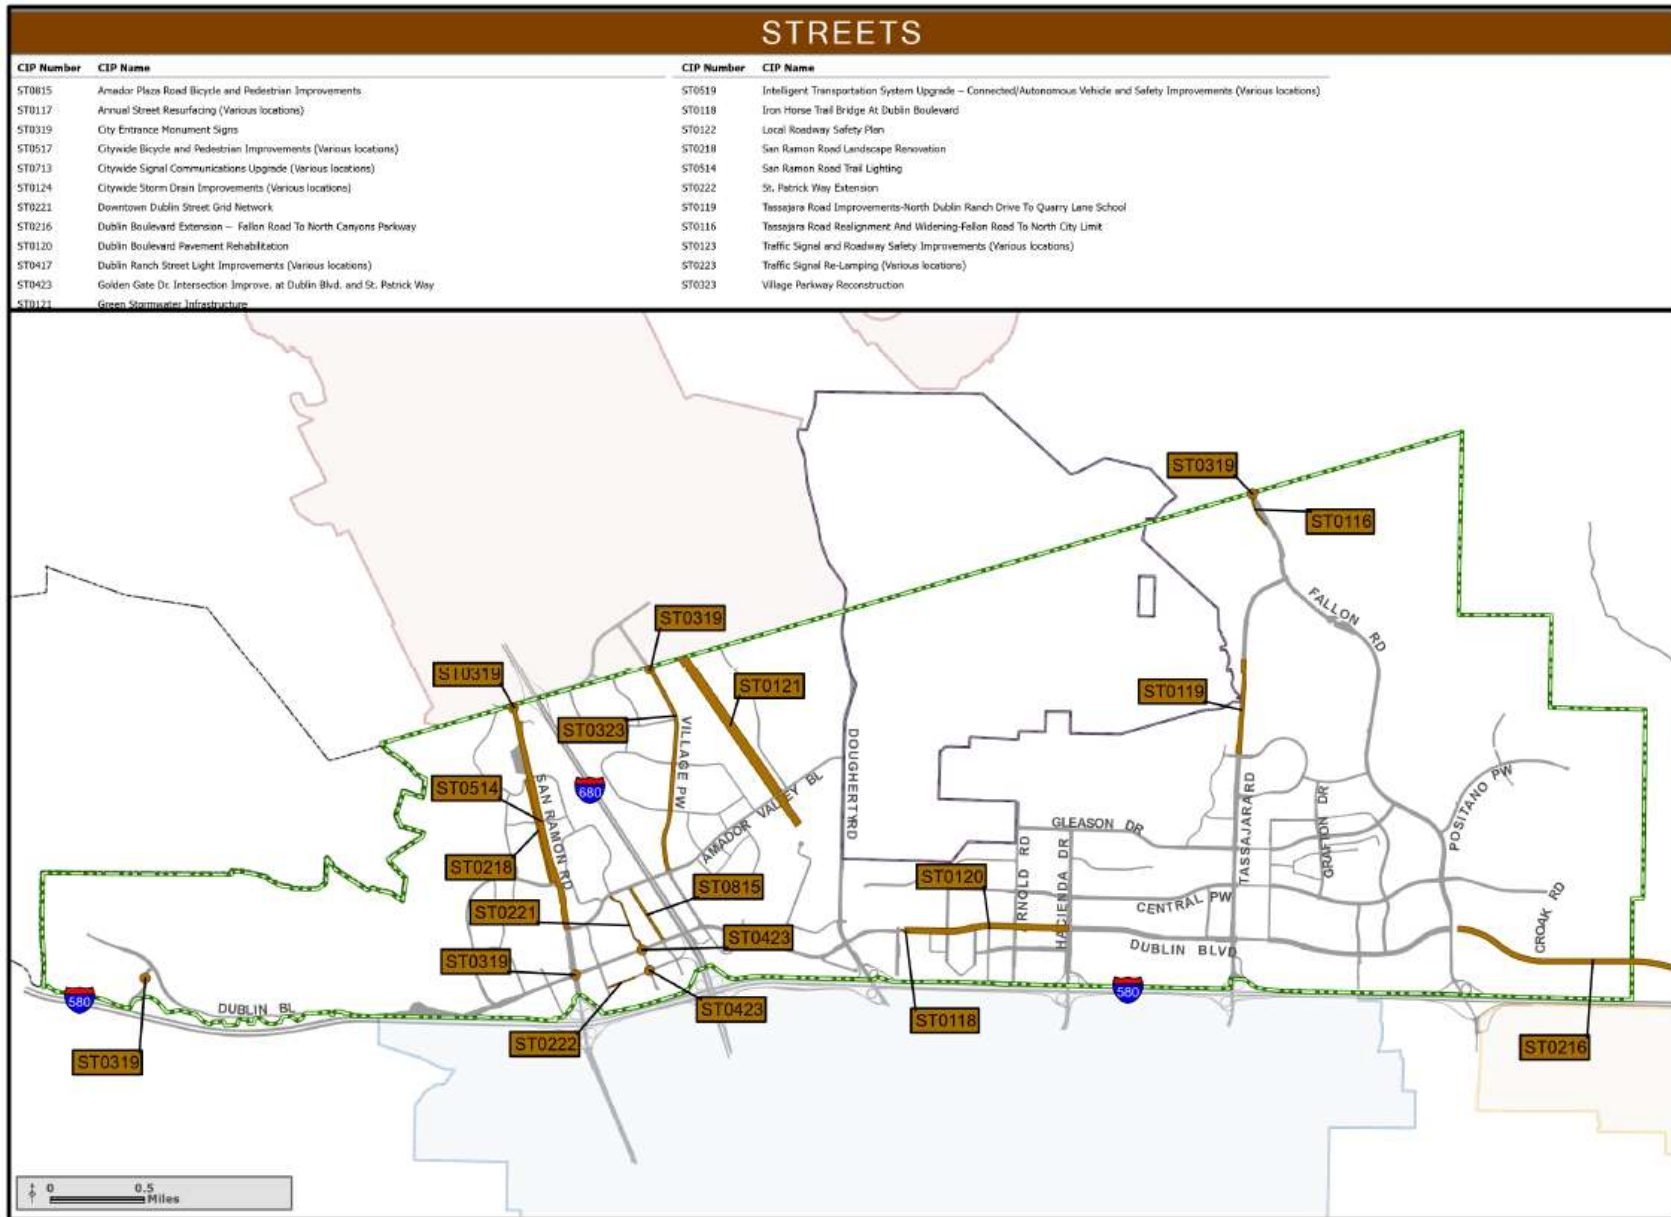 STREETS
CIP Number CIP Name
ST0815 Amador Plaza Road Bicycle and Pedestrian Improvements
ST0117 Annual Street Resurfacing (Various locations)
ST0319 City Entrance Monument Signs
ST0517 Citywide Bicycle and Pedestrian Improvements (Various locations)
ST0713 Citywide Signal Communications Upgrade (Various locations)
ST0124 Citywide Storm Drain Improvements (Various locations)
ST0221 Downtown Dublin Street Grid Network
ST0216 Dublin Boulevard Extension – Fallon Road To North Canyons Parkway
ST0120 Dublin Boulevard Pavement Rehabilitation
ST0417 Dublin Ranch Street Light Improvements (Various locations)
ST0423 Golden Gate Dr. Intersection Improve. at Dublin Blvd. and St. Patrick Way
ST0121 Green Stormwater Infrastructure
CIP Number CIP Name
ST0519 Intelligent Transportation System Upgrade – Connected/Autonomous Vehicle and Safety Improvements (Various locations)
ST0118 Iron Horse Trail Bridge At Dublin Boulevard
ST0122 Local Roadway Safety Plan
ST0218 San Ramon Road Landscape Renovation
ST0514 San Ramon Road Trail Lighting
ST0222 St. Patrick Way Extension
ST0119 Tassajara Road Improvements-North Dublin Ranch Drive To Quarry Lane School
ST0116 Tassajara Road Realignment And Widening-Fallon Road To North City Limit
ST0123 Traffic Signal and Roadway Safety Improvements (Various locations)
ST0223 Traffic Signal Re-Lamping (Various locations)
ST0323 Village Parkway Reconstruction
ST0319
ST0116
FALLON RD
ST0319
ST0319
ST0121
ST0119
ST0323
VILLAGE PW
DOUGHERTY RD
680
ST0514
SAN RAMON RD
AMADOR VALLEY BL
TASSAJARA RD
GRAFTON DR
POSITANO PW
GLEASON DR
ST0218
ARNOLD RD
HACIENDA DR
ST0120
ST0815
ST0221
CENTRAL PW
CROAK RD
ST0423
DUBLIN BLVD
ST0319
580
580
DUBLIN BL
ST0423
ST0118
ST0222
ST0216
ST0319
0 0.5
Miles